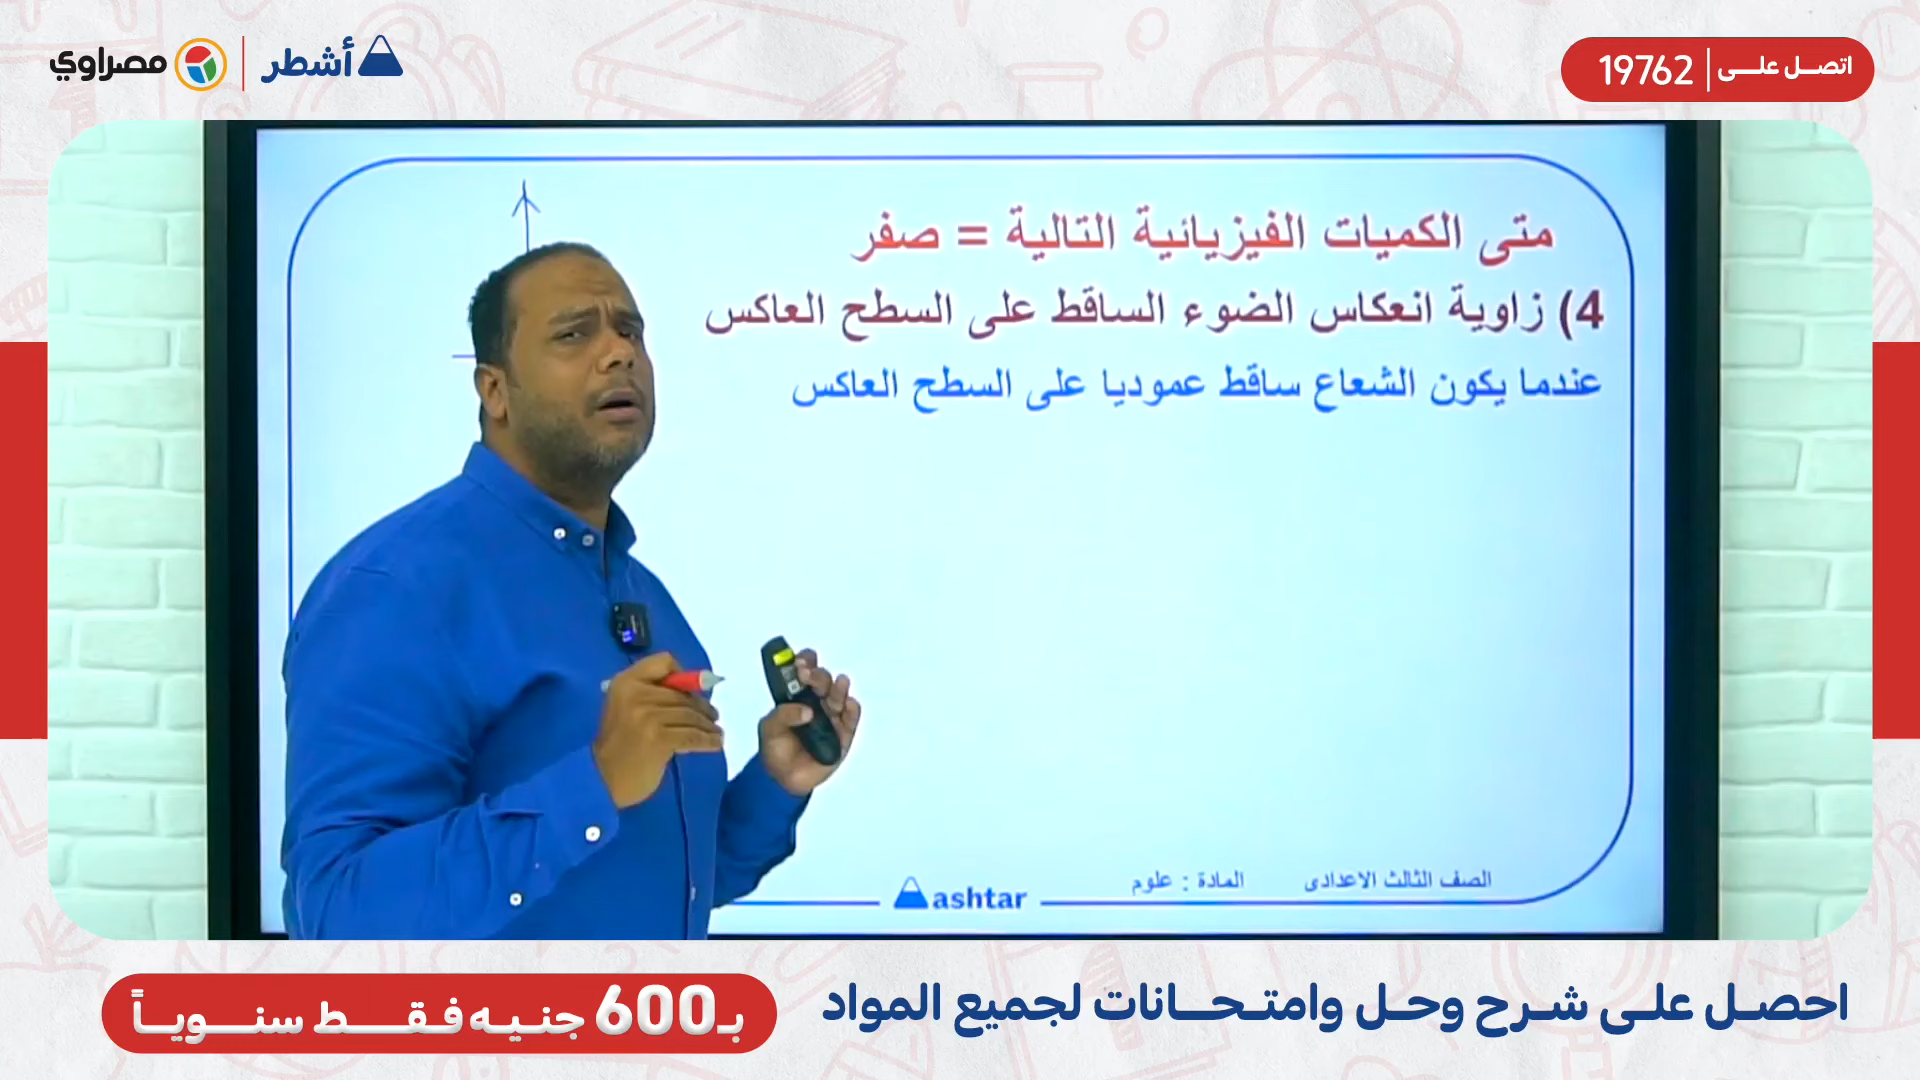 مصراوي
أشطر
اتصل على 19762
متى الكميات الفيزيائية التالية = صفر
4) زاوية انعكاس الضوء الساقط على السطح العاكس
عندما يكون الشعاع ساقط عموديا على السطح العاكس
الصف الثالث الاعدادى
المادة : علوم
ashtar
احصل على شرح وحل وامتحانات لجميع المواد
بـ600 جنيه فقط سنوياً